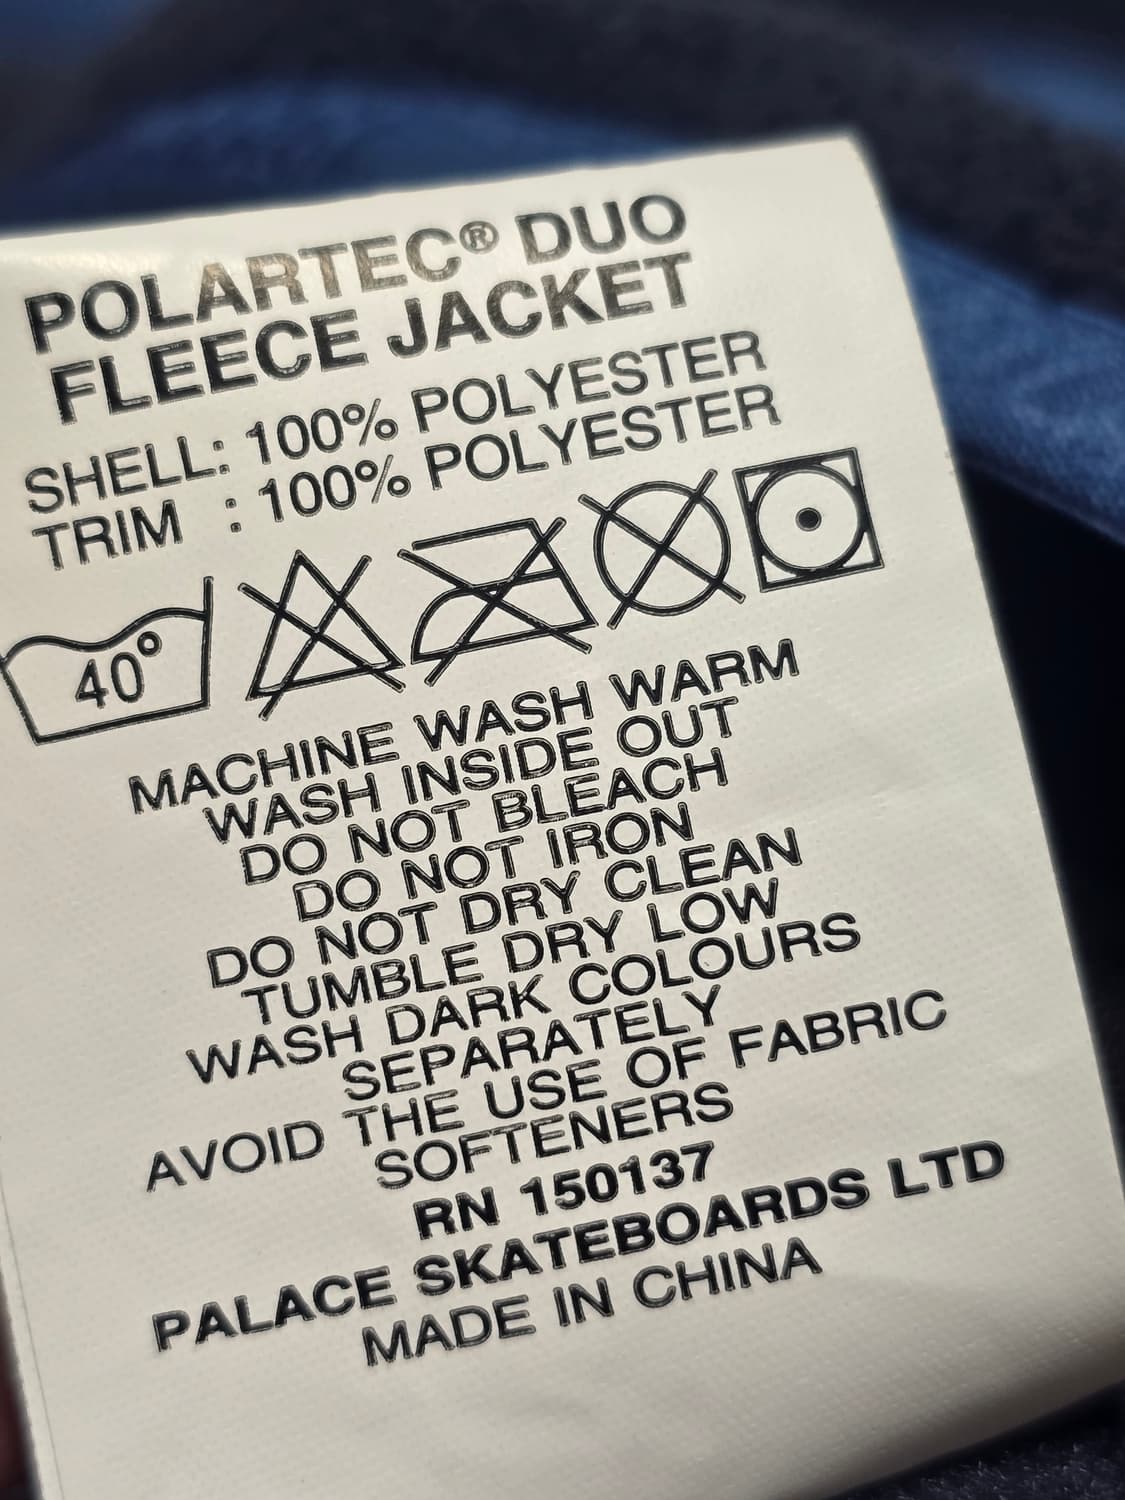 POLARTEC® DUO
FLEECE JACKET
SHELL: 100% POLYESTER
TRIM : 100% POLYESTER
40°
MACHINE WASH WARM
WASH INSIDE OUT
DO NOT BLEACH
DO NOT IRON
DO NOT DRY CLEAN
TUMBLE DRY LOW
WASH DARK COLOURS
SEPARATELY
AVOID THE USE OF FABRIC
SOFTENERS
RN 150137
PALACE SKATEBOARDS LTD
MADE IN CHINA